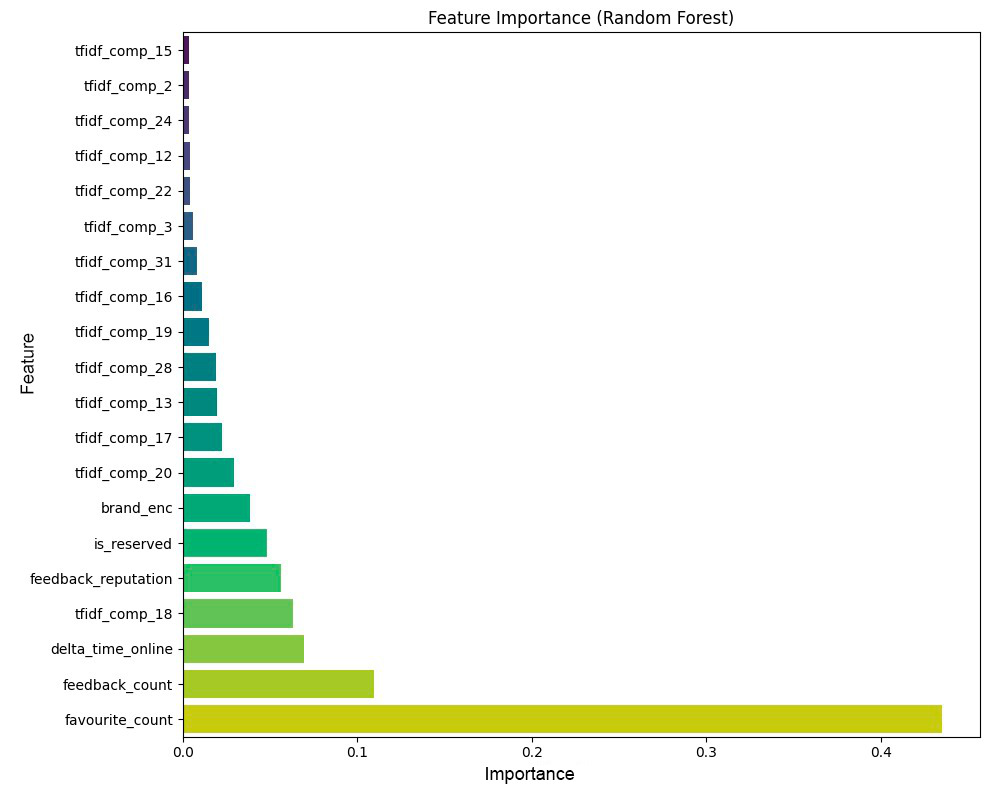 Feature Importance (Random Forest)
tfidf_comp_15
tfidf_comp_2
tfidf_comp_24
tfidf_comp_12
tfidf_comp_22
tfidf_comp_3
tfidf_comp_31
tfidf_comp_16
tfidf_comp_19
tfidf_comp_28
tfidf_comp_13
tfidf_comp_17
tfidf_comp_20
brand_enc
is_reserved
feedback_reputation
tfidf_comp_18
delta_time_online
feedback_count
favourite_count
Feature
0.0 0.1 0.2 0.3 0.4
Importance